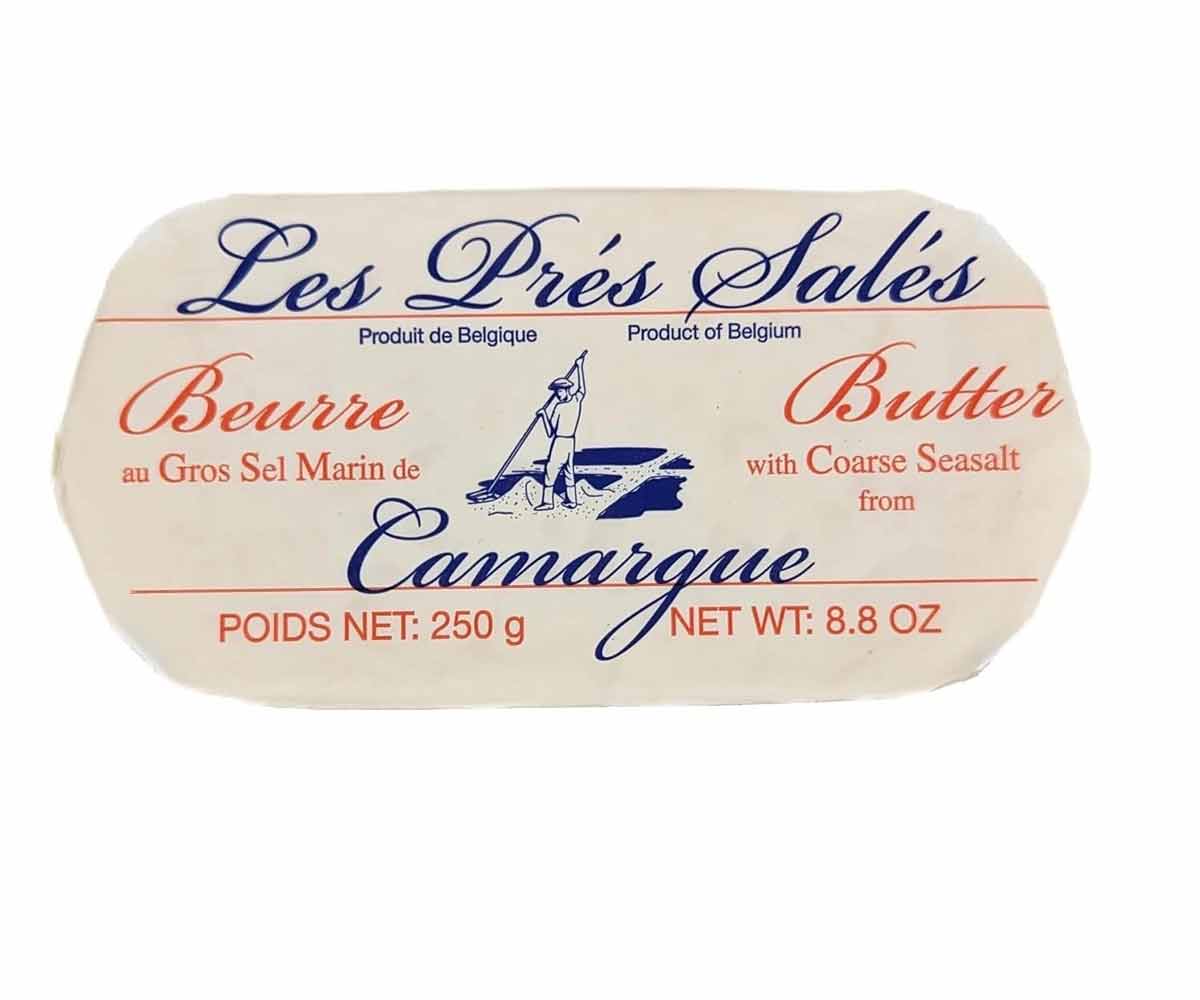 Les Prés Salés
Produit de Belgique
Product of Belgium
Beurre
au Gros Sel Marin de
Butter
with Coarse Seasalt
from
Camargue
POIDS NET: 250 g
NET WT: 8.8 OZ